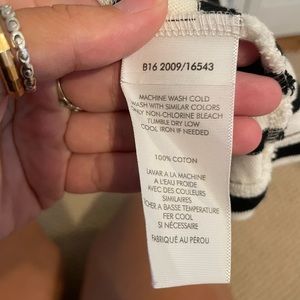 B16 2009/16543
MACHINE WASH COLD
WASH WITH SIMILAR COLORS
ONLY NON-CHLORINE BLEACH
TUMBLE DRY LOW
COOL IRON IF NEEDED
100% COTON
LAVAR A LA MACHINE
A L'EAU FROIDE
AVEC DES COULEURS
SIMILAIRES
CHER A BASSE TEMPERATURE
FER COOL
SI NÉCESSAIRE
FABRIQUÉ AU PÉROU